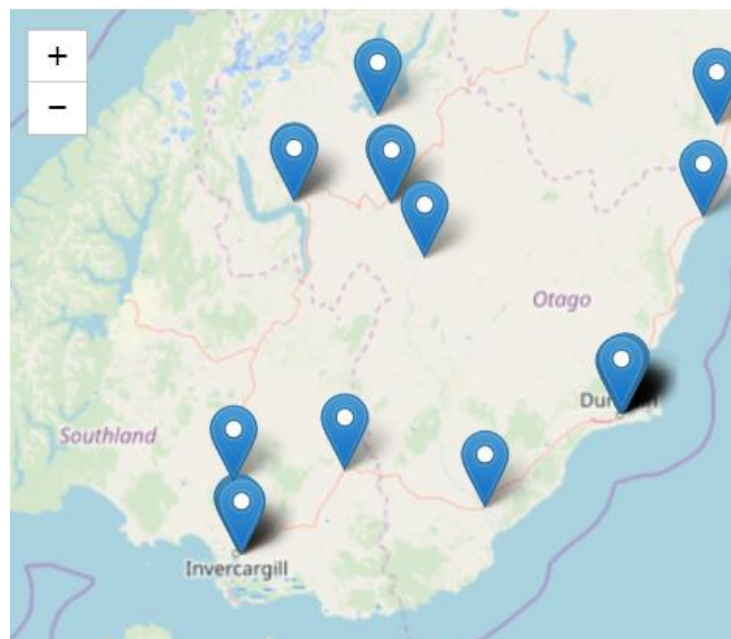 +
−
Otago
Southland
Invercargill